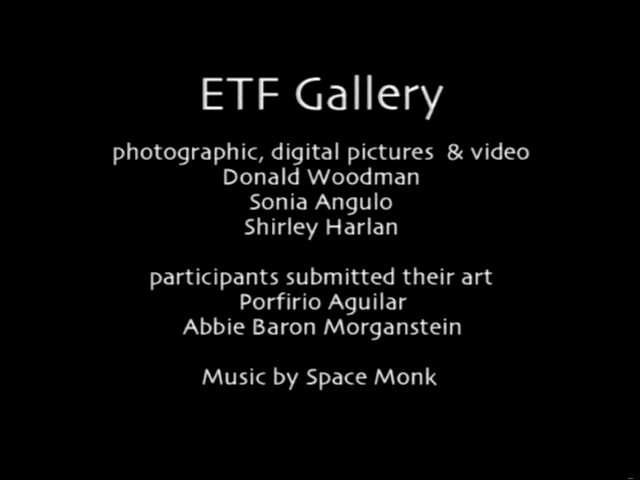 ETF Gallery
photographic, digital pictures & video
Donald Woodman
Sonia Angulo
Shirley Harlan
participants submitted their art
Porfirio Aguilar
Abbie Baron Morganstein
Music by Space Monk